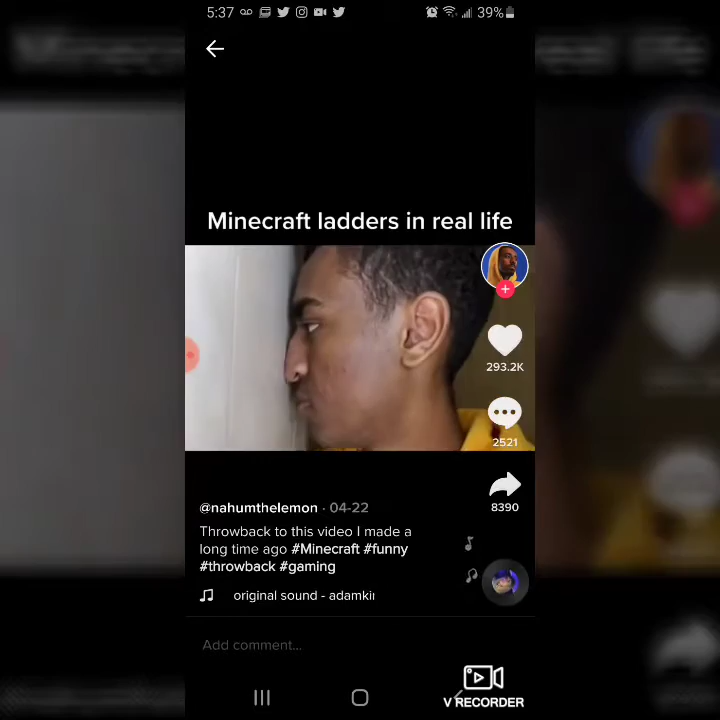 5:37
39%
Minecraft ladders in real life
293.2K
2521
@nahumthelemon · 04-22
8390
Throwback to this video I made a
long time ago #Minecraft #funny
#throwback #gaming
original sound - adamkir
Add comment...
V RECORDER